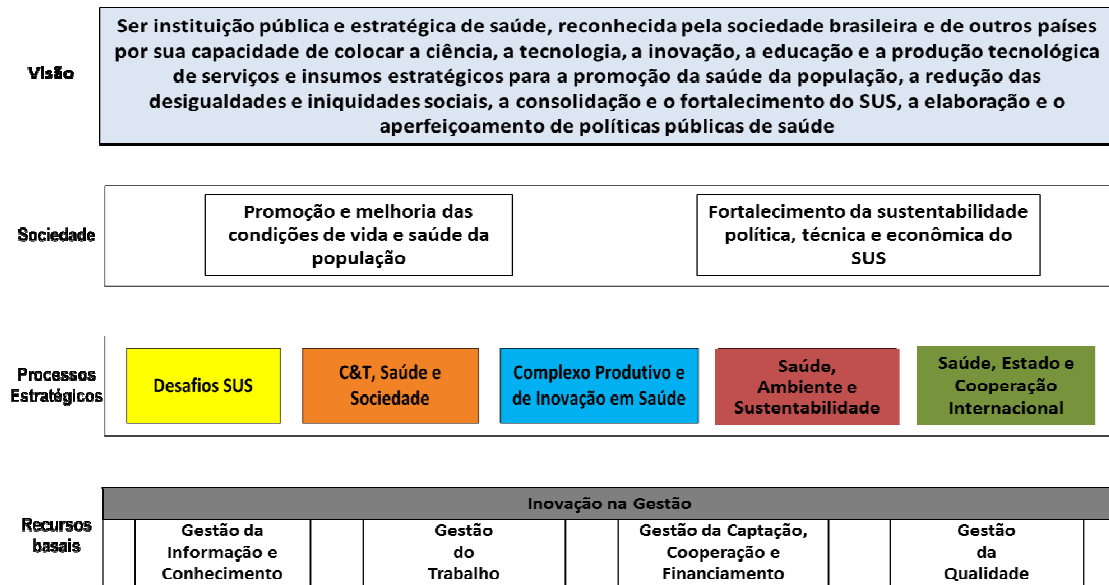 Visão
Ser instituição pública e estratégica de saúde, reconhecida pela sociedade brasileira e de outros países
por sua capacidade de colocar a ciência, a tecnologia, a inovação, a educação e a produção tecnológica
de serviços e insumos estratégicos para a promoção da saúde da população, a redução das
desigualdades e iniquidades sociais, a consolidação e o fortalecimento do SUS, a elaboração e o
aperfeiçoamento de políticas públicas de saúde
Sociedade
Promoção e melhoria das
condições de vida e saúde da
população
Fortalecimento da sustentabilidade
política, técnica e econômica do
SUS
Processos
Estratégicos
Desafios SUS
C&T, Saúde e
Sociedade
Complexo Produtivo e
de Inovação em Saúde
Saúde,
Ambiente e
Sustentabilidade
Saúde, Estado e
Cooperação
Internacional
Recursos
basais
Inovação na Gestão
Gestão da
Informação e
Conhecimento
Gestão
do
Trabalho
Gestão da Captação,
Cooperação e
Financiamento
Gestão
da
Qualidade